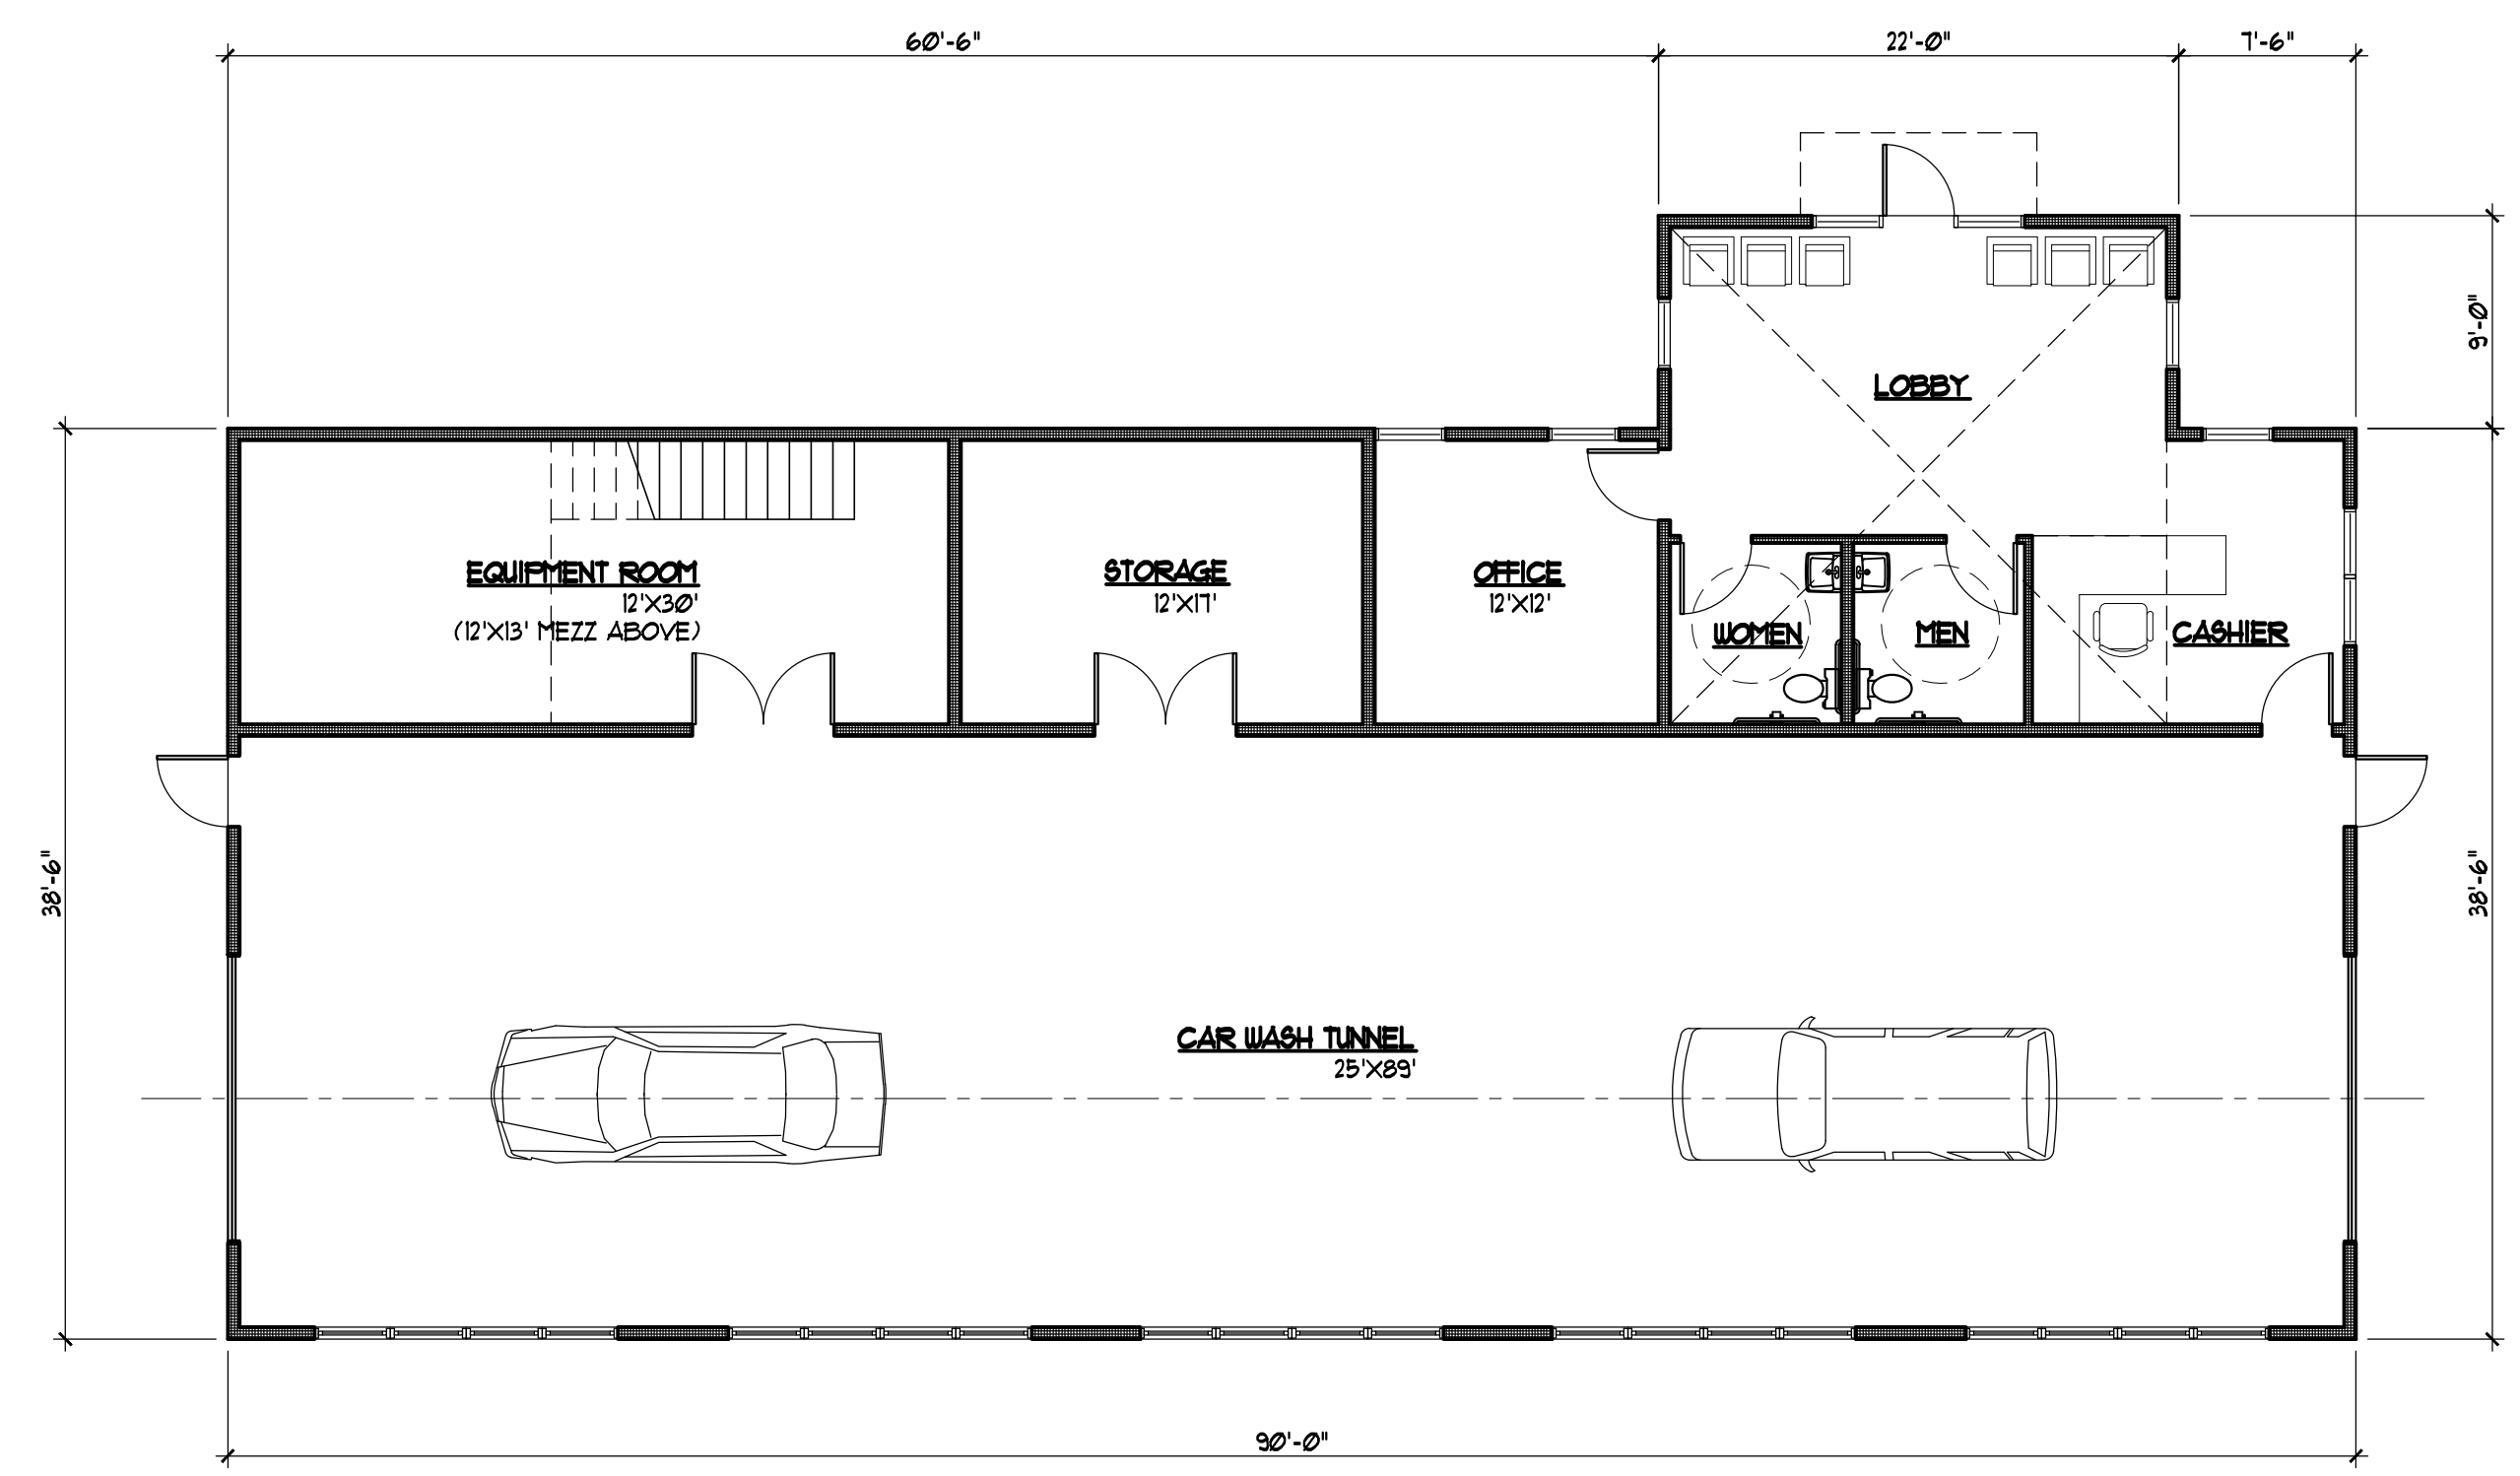 60'-6"
22'-0"
7'-6"
9'-0"
LOBBY
EQUIPMENT ROOM
12'X30'
(12'X13' MEZZ ABOVE)
STORAGE
12'X17'
OFFICE
12'X12'
WOMEN
MEN
CASHIER
38'-6"
38'-6"
CAR WASH TUNNEL
25'X89'
90'-0"